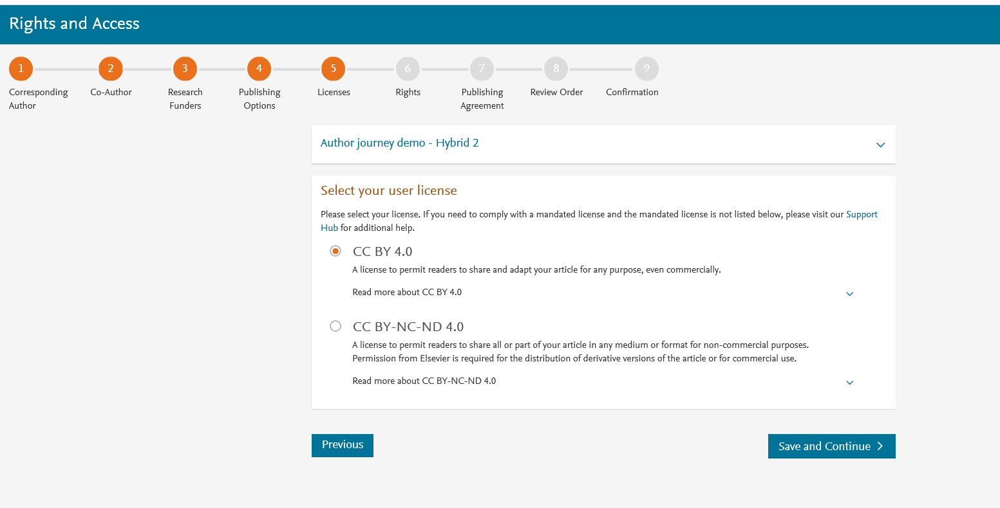 Rights and Access
1
2
3
4
5
6
7
8
9
Corresponding
Author
Co-Author
Research
Funders
Publishing
Options
Licenses
Rights
Publishing
Agreement
Review Order
Confirmation
Author journey demo - Hybrid 2
Select your user license
Please select your license. If you need to comply with a mandated license and the mandated license is not listed below, please visit our Support
Hub for additional help.
CC BY 4.0
A license to permit readers to share and adapt your article for any purpose, even commercially.
Read more about CC BY 4.0
CC BY-NC-ND 4.0
A license to permit readers to share all or part of your article in any medium or format for non-commercial purposes.
Permission from Elsevier is required for the distribution of derivative versions of the article or for commercial use.
Read more about CC BY-NC-ND 4.0
Previous
Save and Continue